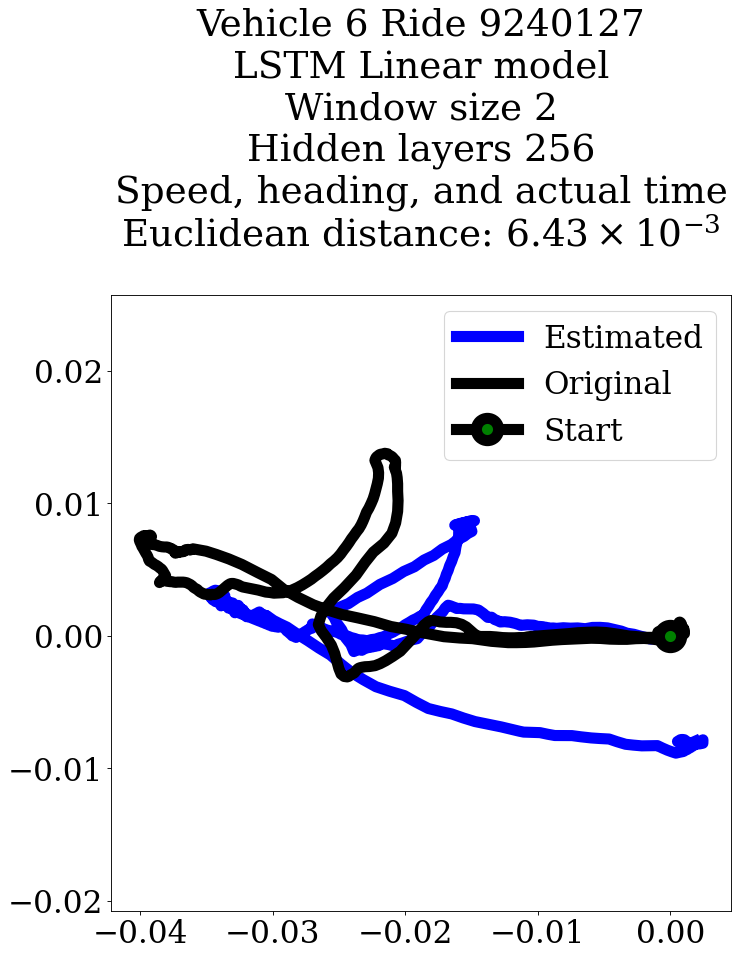 Vehicle 6 Ride 9240127
LSTM Linear model
Window size 2
Hidden layers 256
Speed, heading, and actual time
Euclidean distance: 6.43 × 10⁻³
Estimated
Original
Start
0.02
0.01
0.00
−0.01
−0.02
−0.04 −0.03 −0.02 −0.01 0.00